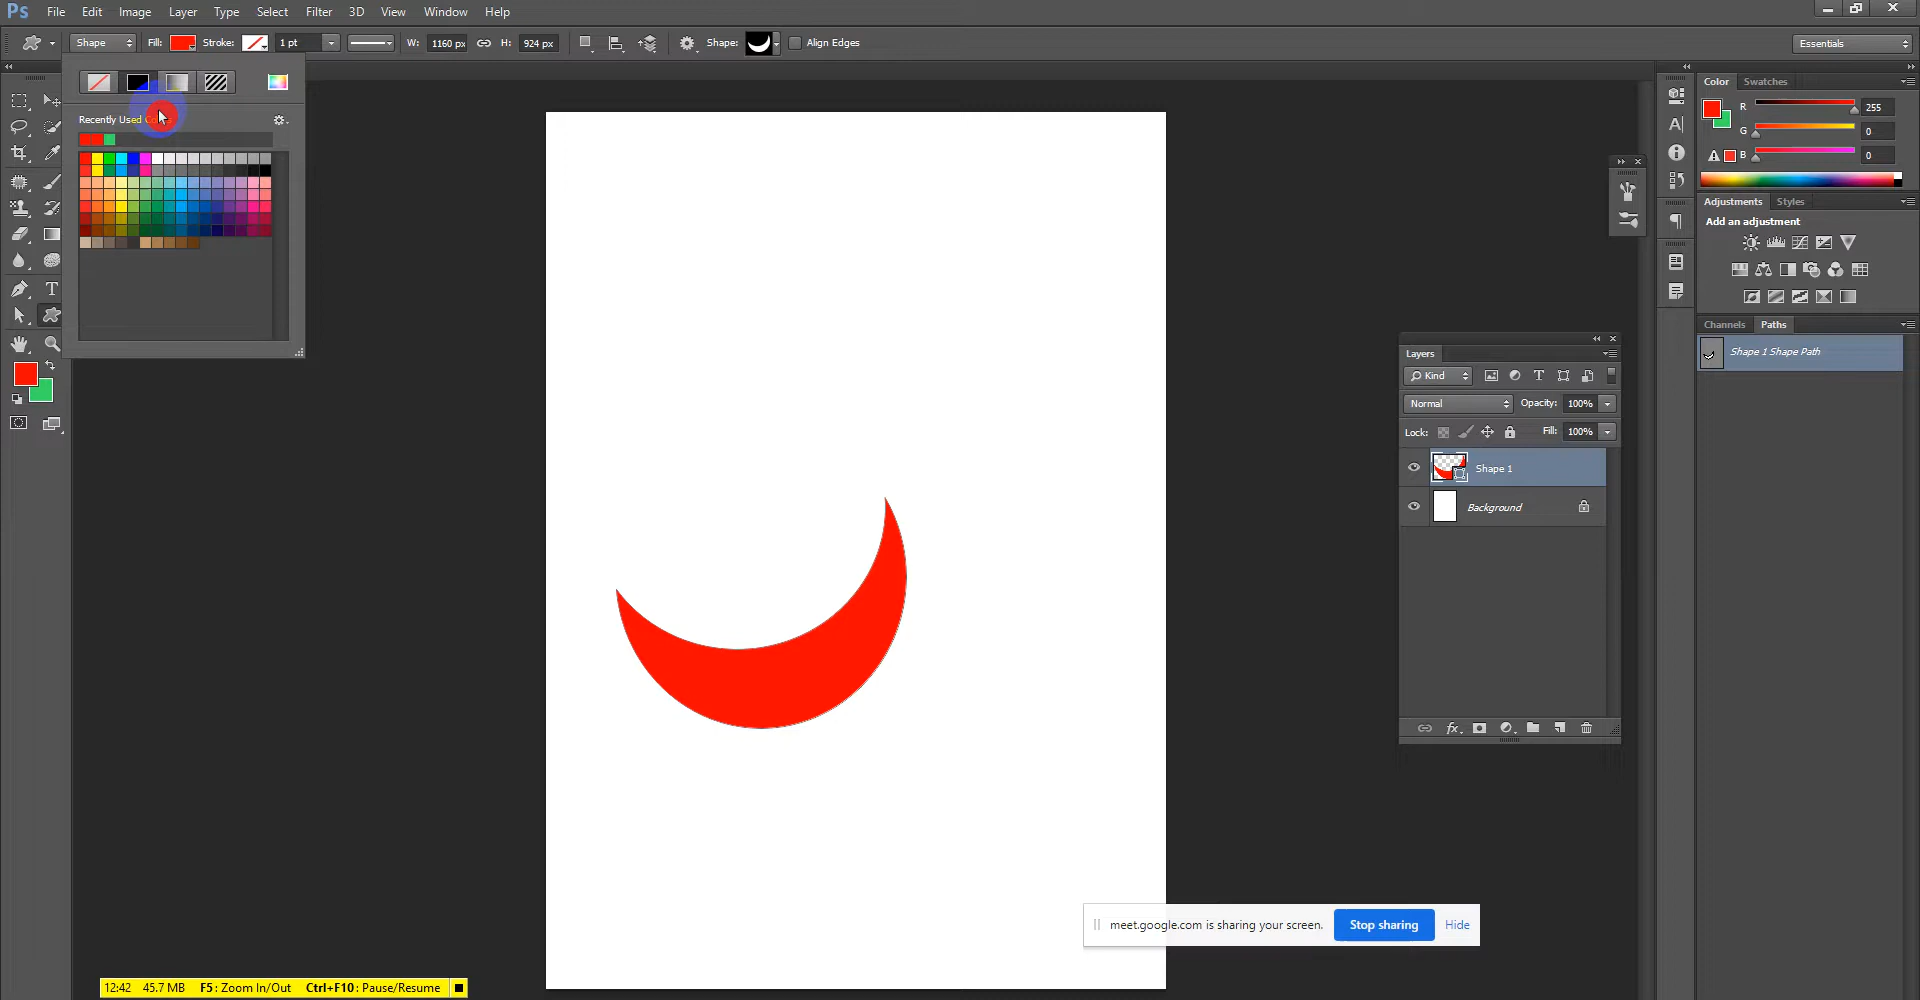 Ps File Edit Image Layer Type Select Filter 3D View Window Help
Shape Fill: Stroke: 1 pt W: 1160 px H: 924 px Shape: Align Edges Essentials
Color Swatches
Recently Used
R 255
G 0
B 0
Adjustments Styles
Add an adjustment
Channels Paths
Shape 1 Shape Path
Layers
Kind
Normal Opacity: 100%
Lock: Fill: 100%
Shape 1
Background
meet.google.com is sharing your screen. Stop sharing Hide
12:42 45.7 MB F5: Zoom In/Out Ctrl+F10: Pause/Resume